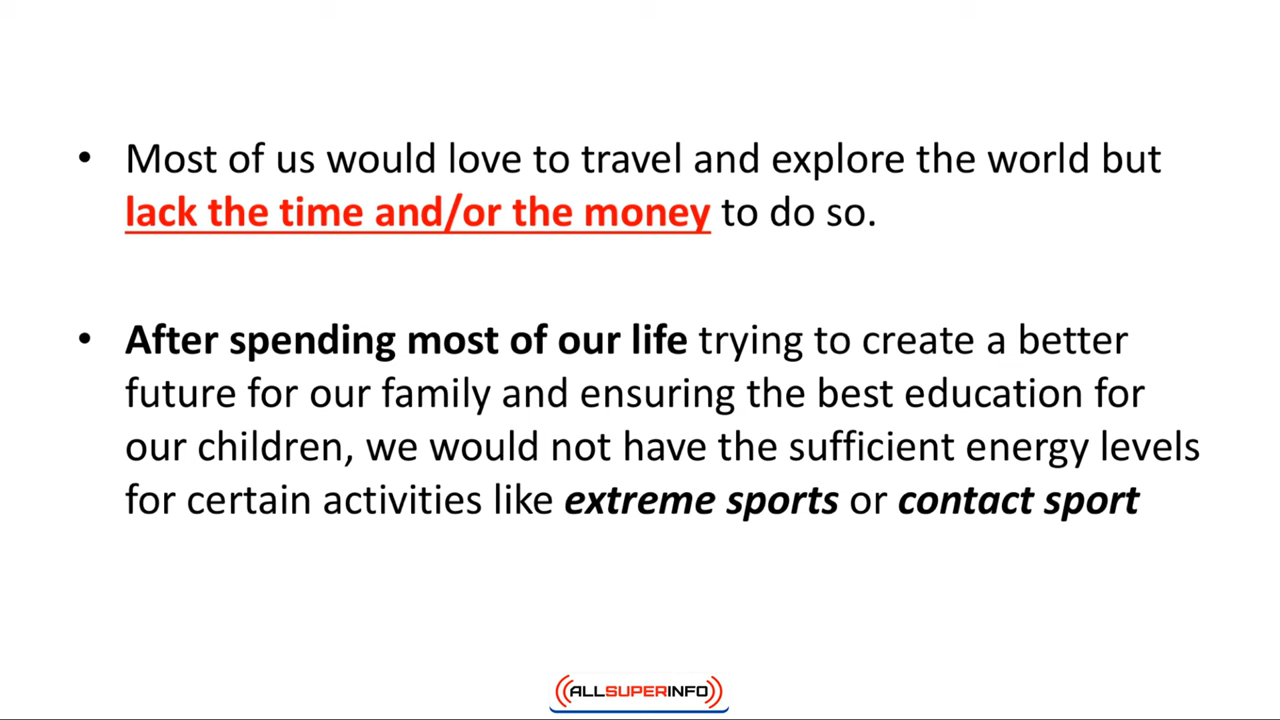 • Most of us would love to travel and explore the world but
lack the time and/or the money to do so.
• After spending most of our life trying to create a better
future for our family and ensuring the best education for
our children, we would not have the sufficient energy levels
for certain activities like extreme sports or contact sport
ALLSUPERINFO